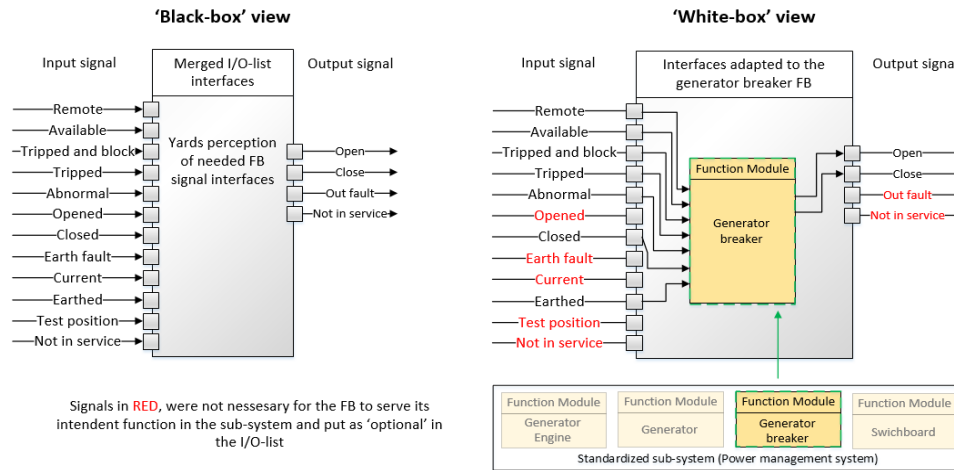 ‘Black-box’ view
Input signal
Merged I/O-list
interfaces
Output signal
Yards perception
of needed FB
signal interfaces
Remote
Available
Tripped and block
Tripped
Abnormal
Opened
Closed
Earth fault
Current
Earthed
Test position
Not in service
Open
Close
Out fault
Not in service
Signals in RED, were not nessesary for the FB to serve its
intendent function in the sub-system and put as ‘optional’ in
the I/O-list
‘White-box’ view
Input signal
Interfaces adapted to the
generator breaker FB
Output signal
Remote
Available
Tripped and block
Tripped
Abnormal
Opened
Closed
Earth fault
Current
Earthed
Test position
Not in service
Function Module
Generator
breaker
Open
Close
Out fault
Not in service
Function Module
Generator
Engine
Function Module
Generator
Function Module
Generator
breaker
Function Module
Swichboard
Standardized sub-system (Power management system)